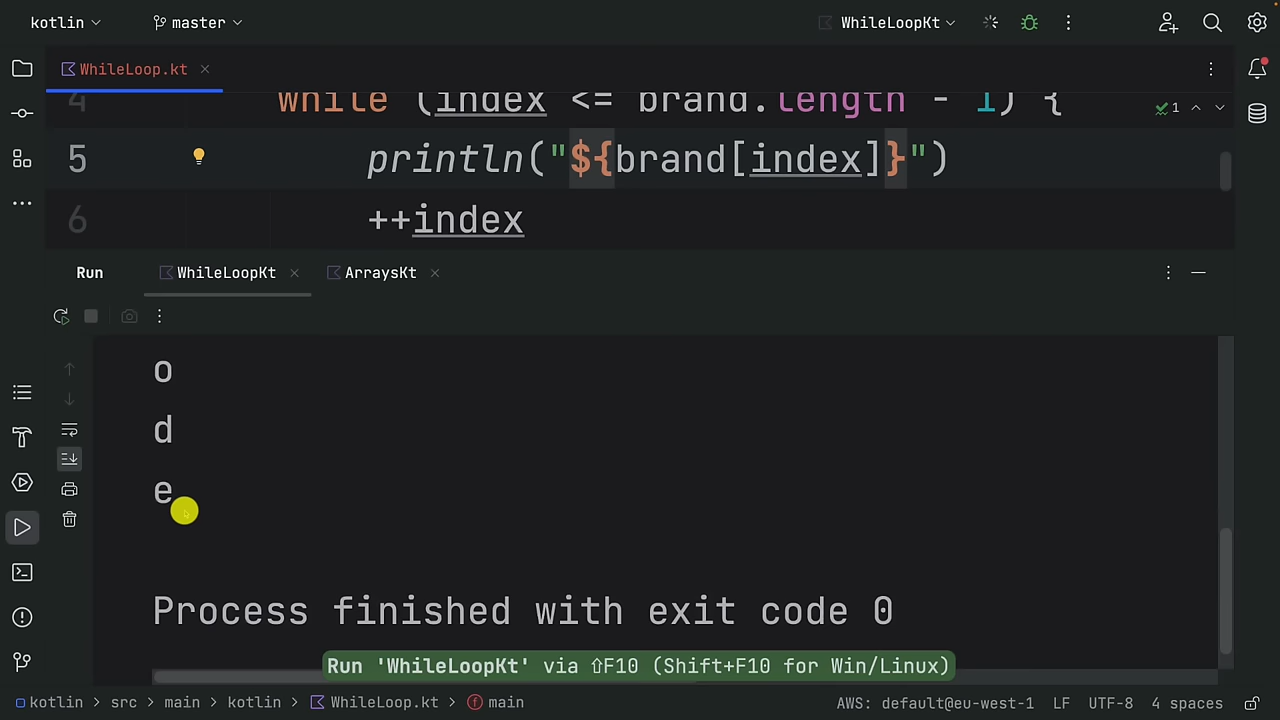 kotlin master WhileLoopKt
WhileLoop.kt
4 while (index <= brand.length - 1) {
1
5 println("${brand[index]}")
6 ++index
Run WhileLoopKt ArraysKt
o
d
e
Process finished with exit code 0
Run 'WhileLoopKt' via ⇧F10 (Shift+F10 for Win/Linux)
kotlin > src > main > kotlin > WhileLoop.kt > main AWS: default@eu-west-1 LF UTF-8 4 spaces